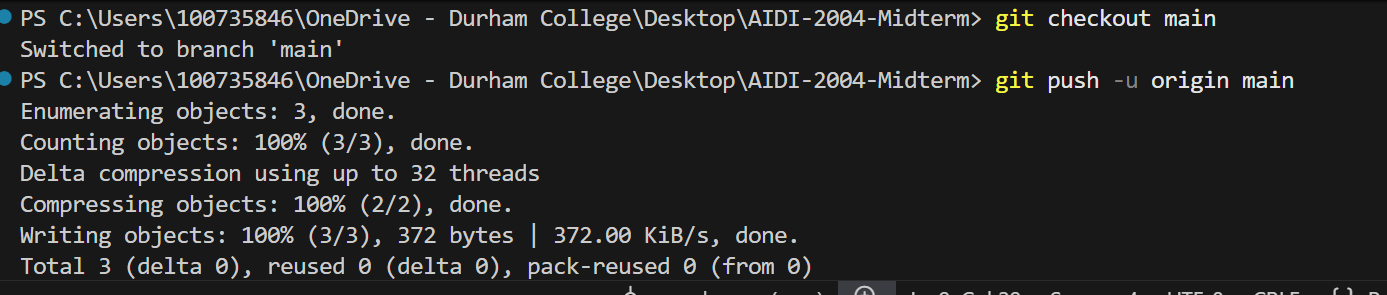 PS C:\Users\100735846\OneDrive - Durham College\Desktop\AIDI-2004-Midterm> git checkout main
Switched to branch 'main'
PS C:\Users\100735846\OneDrive - Durham College\Desktop\AIDI-2004-Midterm> git push -u origin main
Enumerating objects: 3, done.
Counting objects: 100% (3/3), done.
Delta compression using up to 32 threads
Compressing objects: 100% (2/2), done.
Writing objects: 100% (3/3), 372 bytes | 372.00 KiB/s, done.
Total 3 (delta 0), reused 0 (delta 0), pack-reused 0 (from 0)